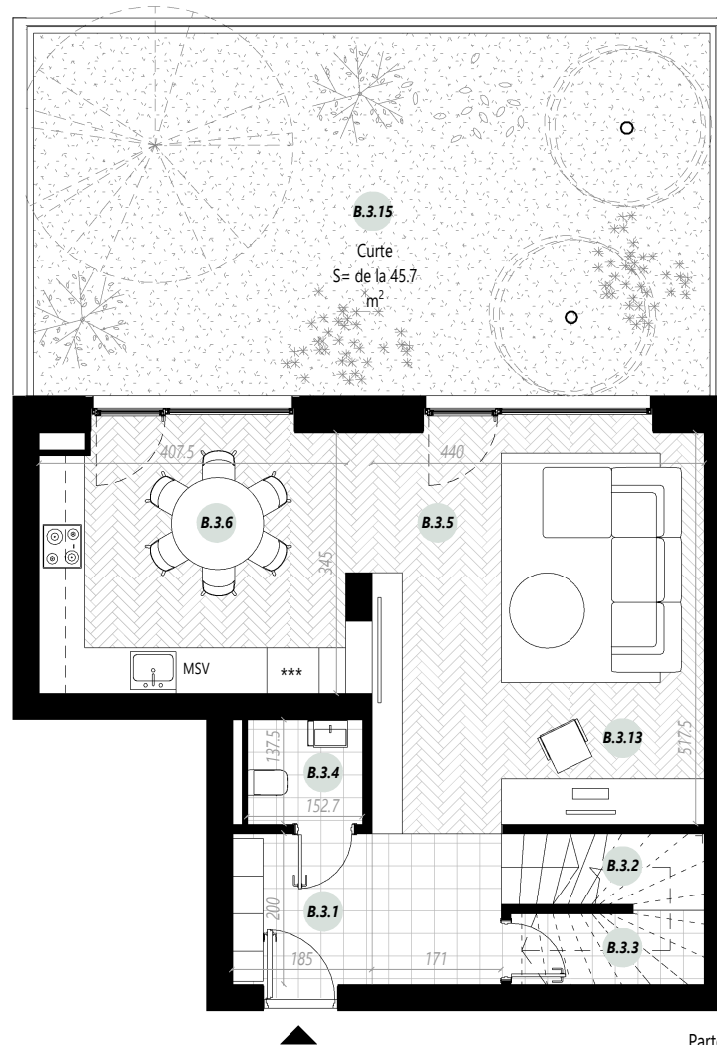 B.3.15
Curte
S= de la 45.7
m²
407.5
440
B.3.6
B.3.5
345
MSV
***
B.3.13
517.5
137.5
B.3.4
152.7
B.3.2
200
B.3.1
B.3.3
185
171